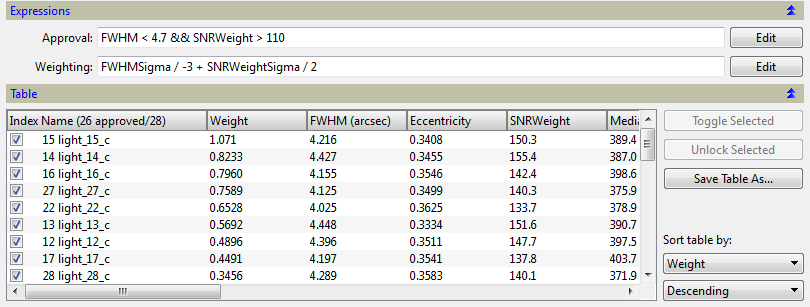 Expressions
Approval: FWHM < 4.7 && SNRWeight > 110 Edit
Weighting: FWHMSigma / -3 + SNRWeightSigma / 2 Edit
Table
Index Name (26 approved/28) Weight FWHM (arcsec) Eccentricity SNRWeight Media
15 light_15_c 1.071 4.216 0.3408 150.3 389.4
14 light_14_c 0.8233 4.427 0.3455 155.4 387.0
16 light_16_c 0.7960 4.155 0.3546 142.4 398.6
27 light_27_c 0.7589 4.125 0.3499 140.3 375.9
22 light_22_c 0.6528 4.025 0.3625 133.7 378.9
13 light_13_c 0.5692 4.448 0.3334 151.6 390.7
12 light_12_c 0.4896 4.396 0.3511 147.7 397.5
17 light_17_c 0.4491 4.197 0.3541 137.8 403.7
28 light_28_c 0.3456 4.289 0.3583 140.1 371.9
Toggle Selected
Unlock Selected
Save Table As...
Sort table by:
Weight
Descending